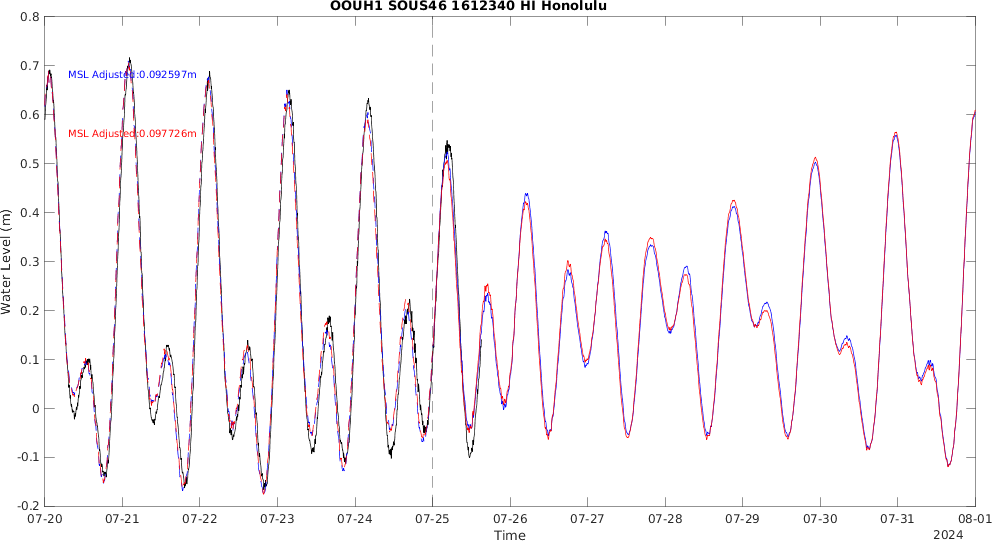 OOUH1 SOUS46 1612340 HI Honolulu
0.8
0.7
MSL Adjusted:0.092597m
0.6
MSL Adjusted:0.097726m
0.5
0.4
0.3
0.2
0.1
0
-0.1
-0.2
Water Level (m)
07-20 07-21 07-22 07-23 07-24 07-25 07-26 07-27 07-28 07-29 07-30 07-31 08-01
Time
2024